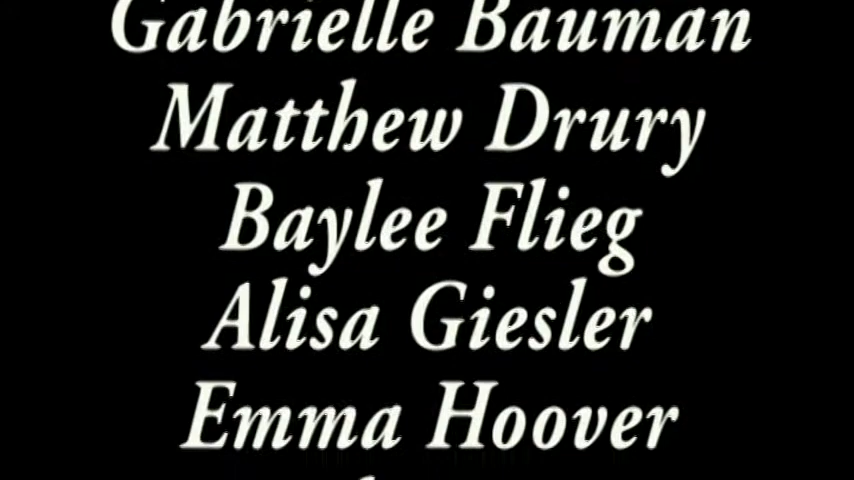 Gabrielle Bauman
Matthew Drury
Baylee Flieg
Alisa Giesler
Emma Hoover